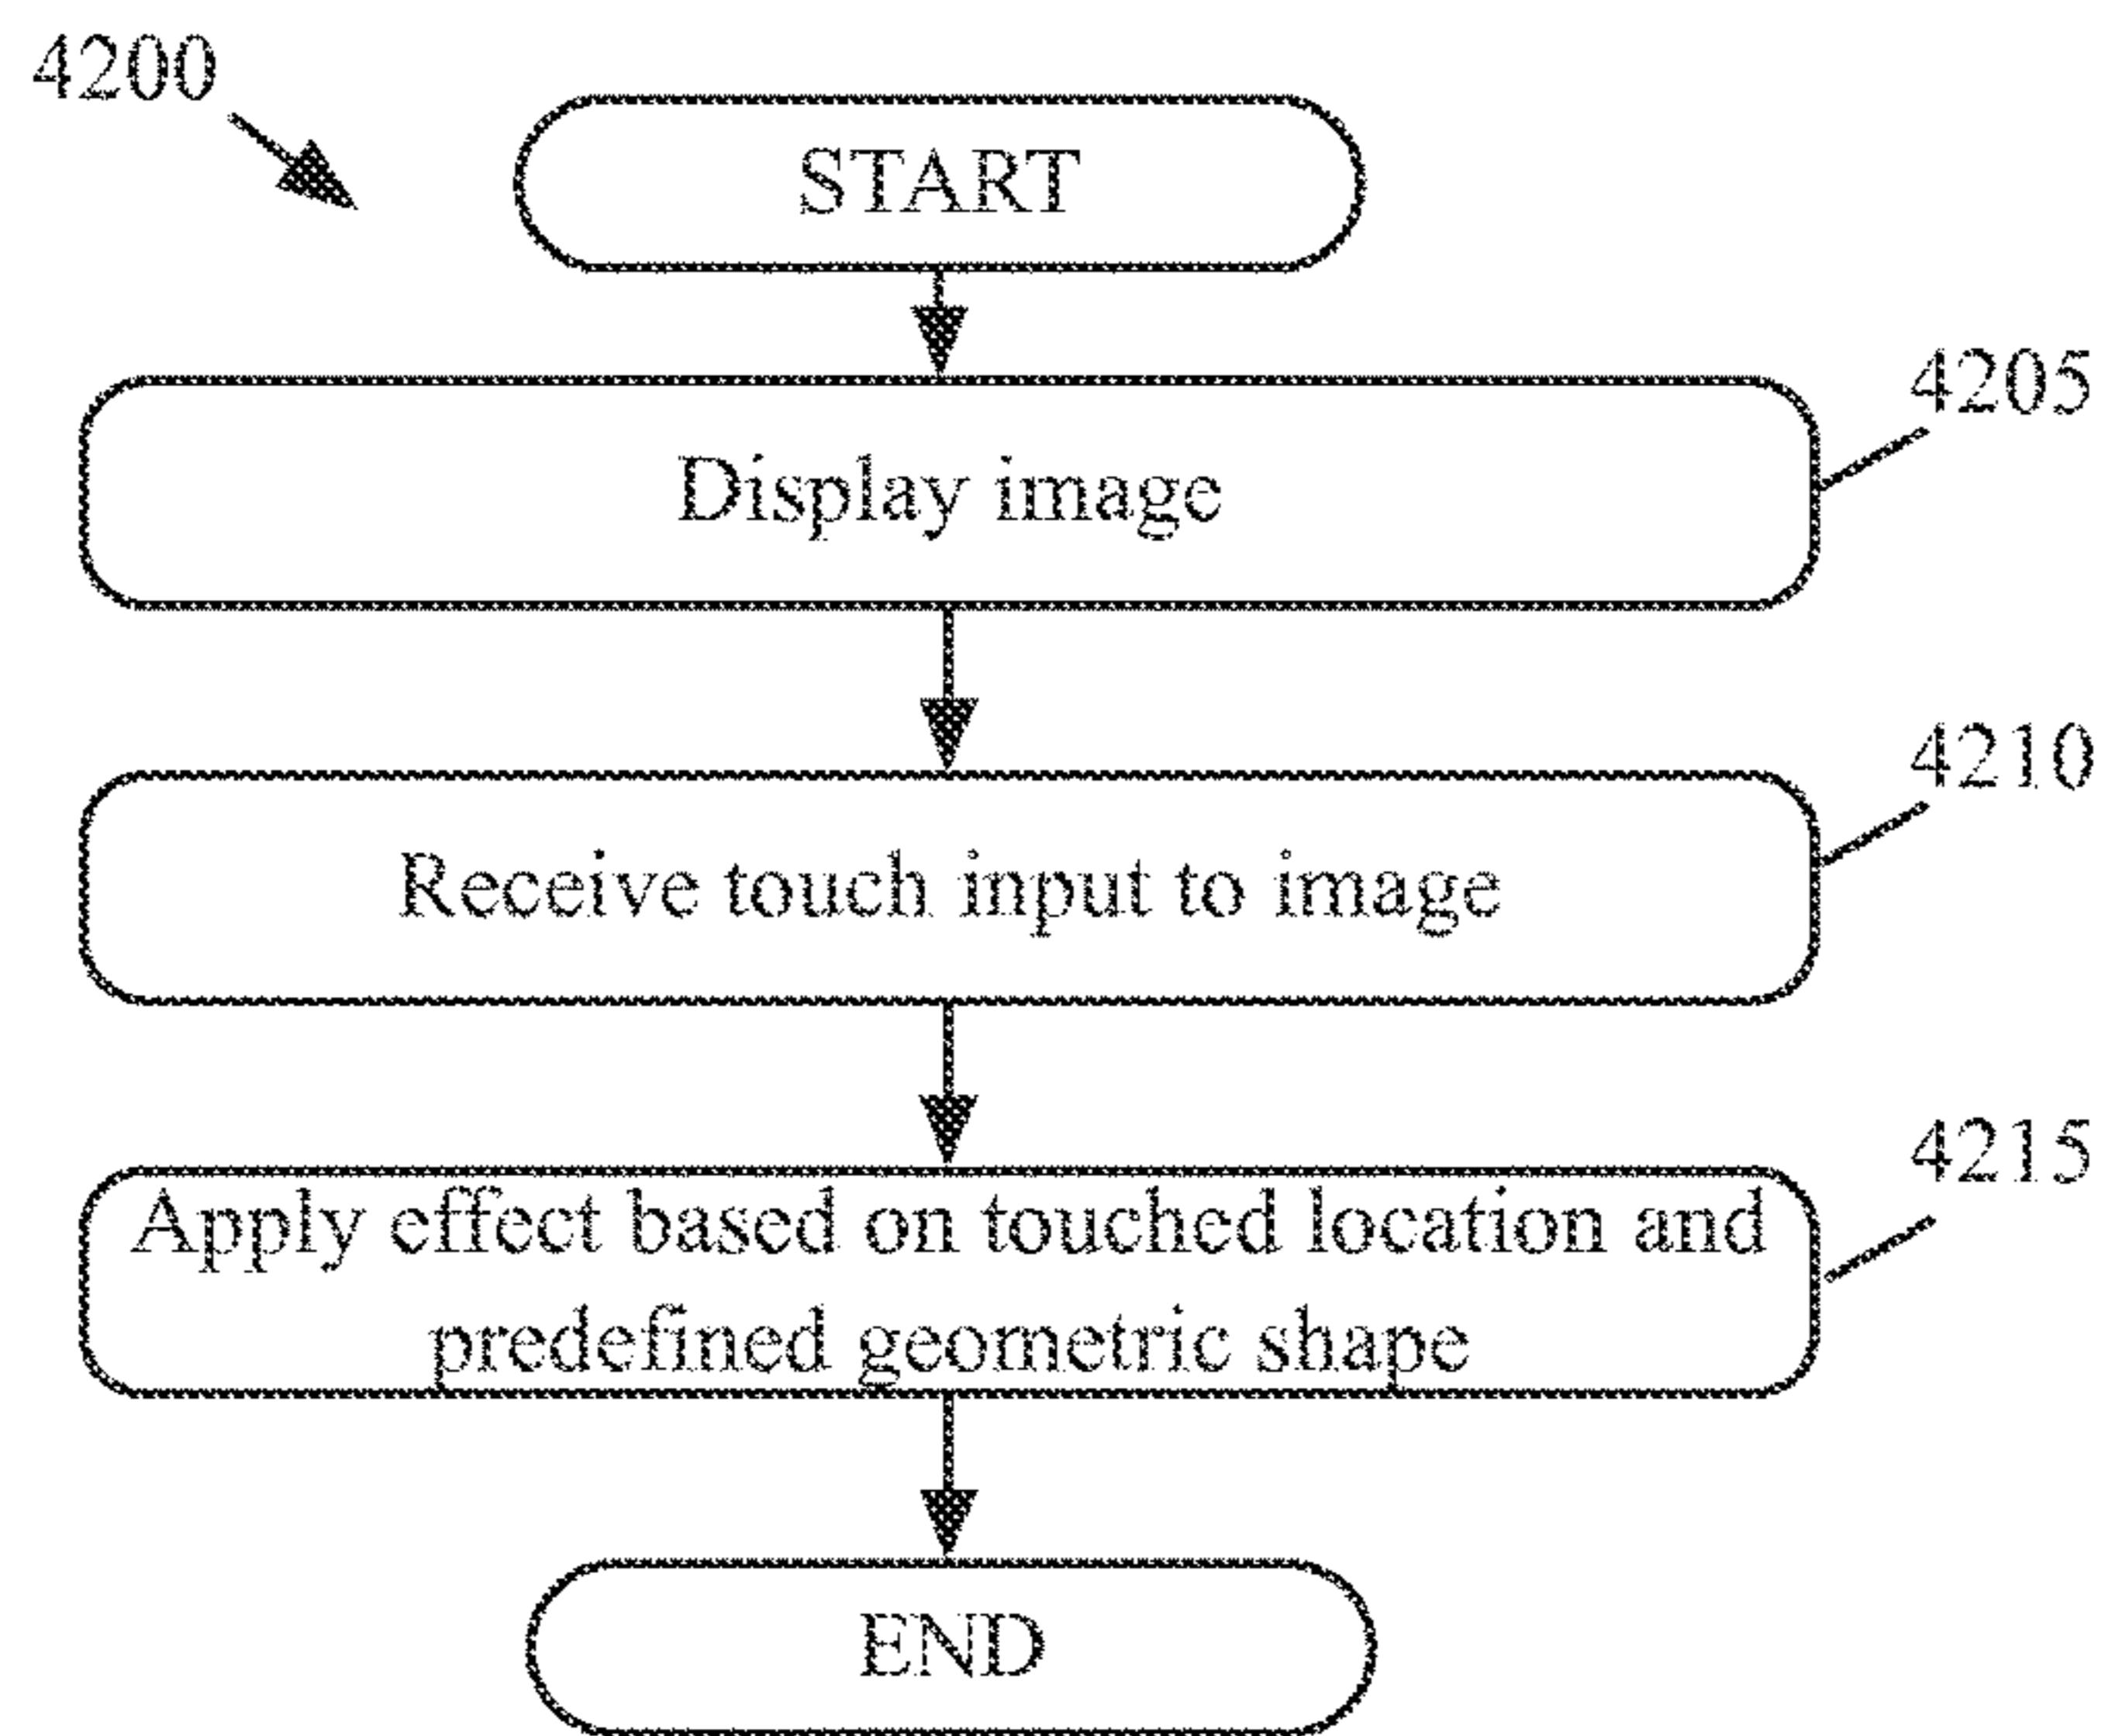 4200
START
4205
Display image
4210
Receive touch input to image
4215
Apply effect based on touched location and
predefined geometric shape
END